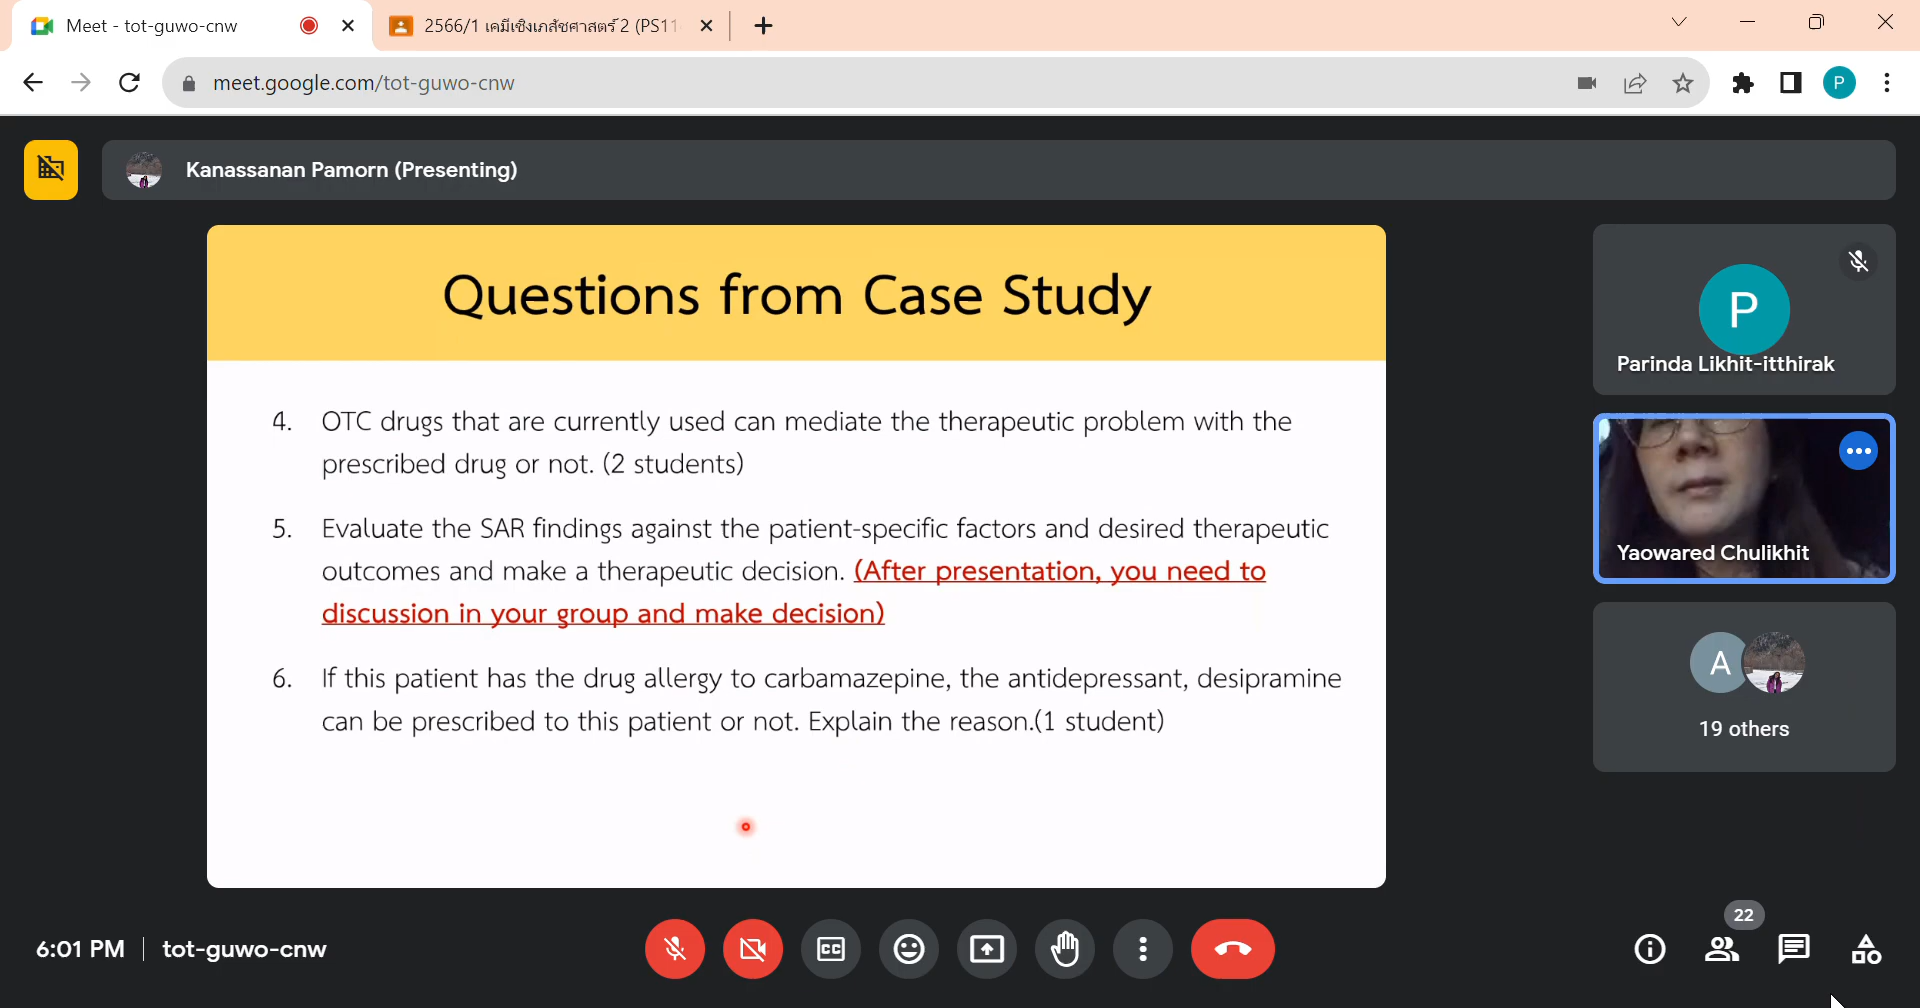 Meet - tot-guwo-cnw
2566/1 เคมีเชิงเภสัชศาสตร์ 2 (PS11
meet.google.com/tot-guwo-cnw
P
Kanassanan Pamorn (Presenting)
Questions from Case Study
4. OTC drugs that are currently used can mediate the therapeutic problem with the
prescribed drug or not. (2 students)
5. Evaluate the SAR findings against the patient-specific factors and desired therapeutic
outcomes and make a therapeutic decision. (After presentation, you need to
discussion in your group and make decision)
6. If this patient has the drug allergy to carbamazepine, the antidepressant, desipramine
can be prescribed to this patient or not. Explain the reason.(1 student)
P
Parinda Likhit-itthirak
Yaowared Chulikhit
A
19 others
6:01 PM
tot-guwo-cnw
CC
22